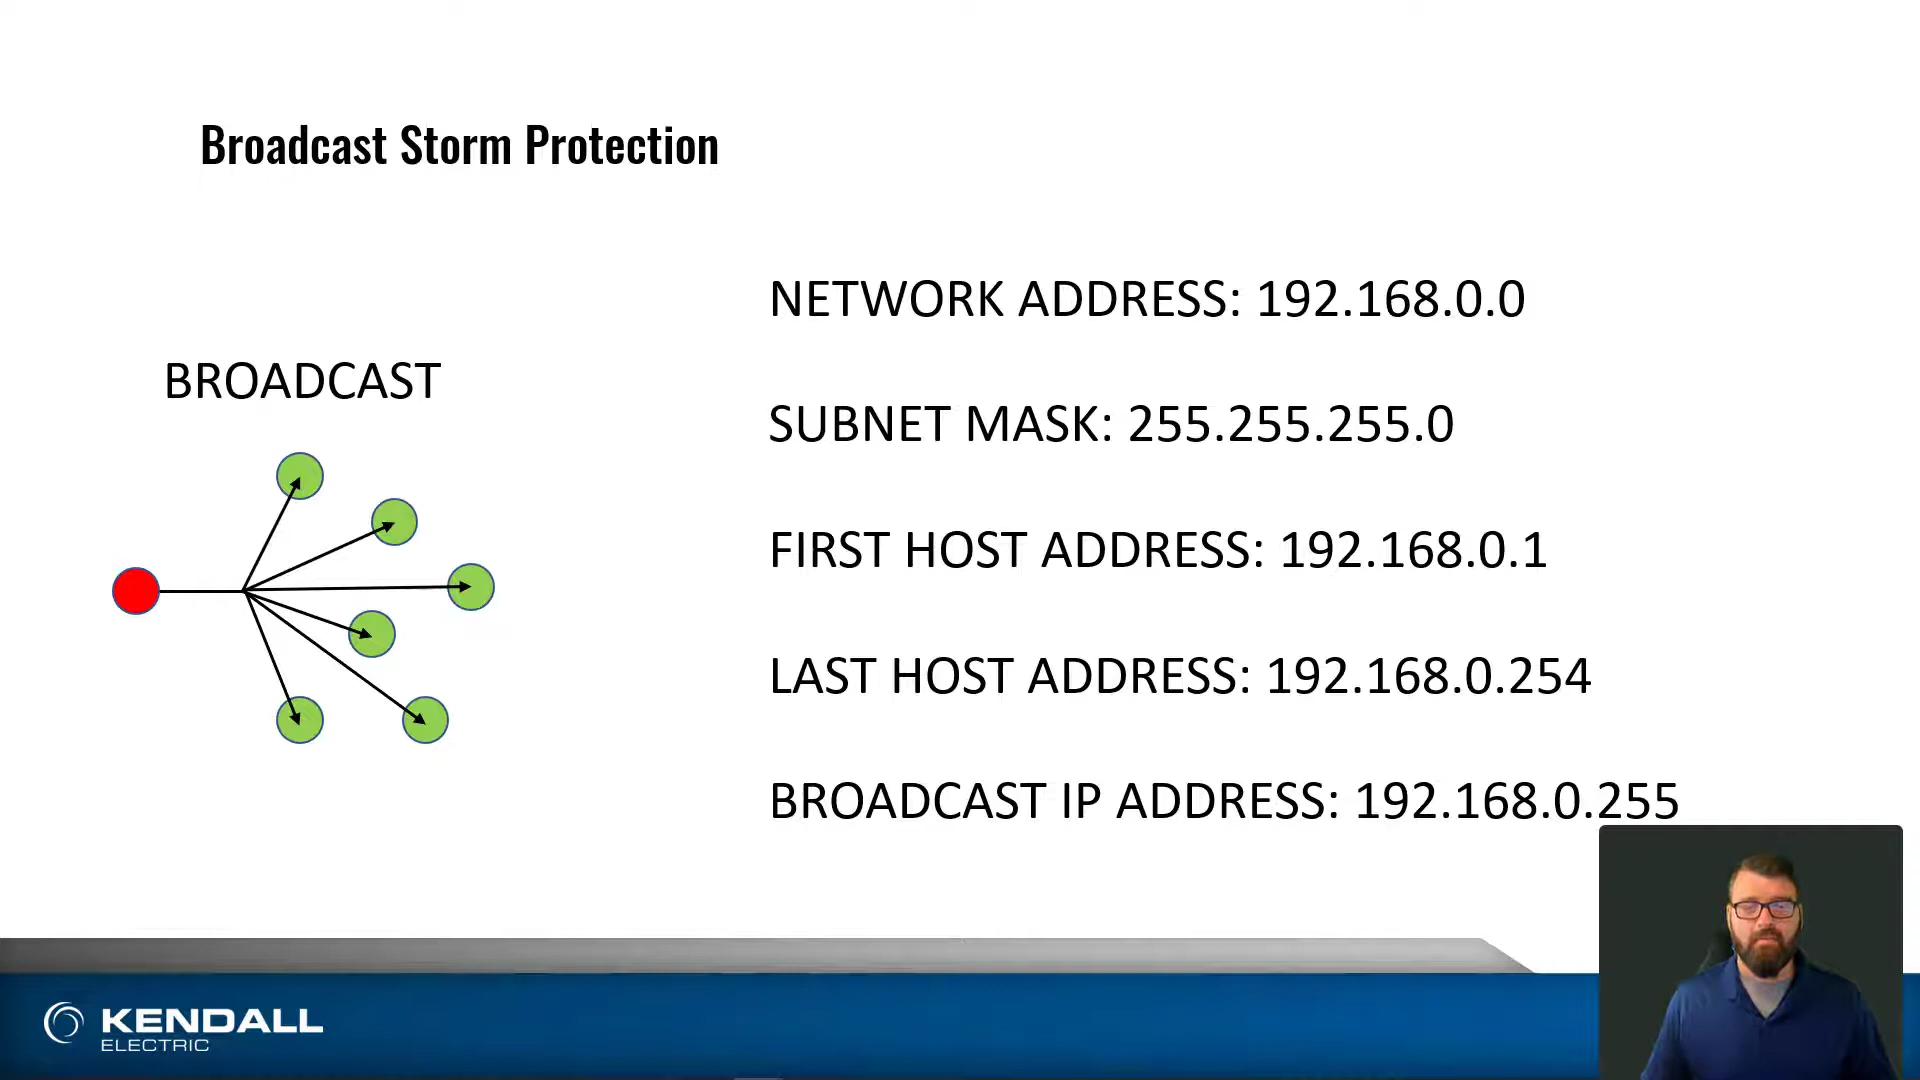 Broadcast Storm Protection
BROADCAST
NETWORK ADDRESS: 192.168.0.0
SUBNET MASK: 255.255.255.0
FIRST HOST ADDRESS: 192.168.0.1
LAST HOST ADDRESS: 192.168.0.254
BROADCAST IP ADDRESS: 192.168.0.255
KENDALL
ELECTRIC